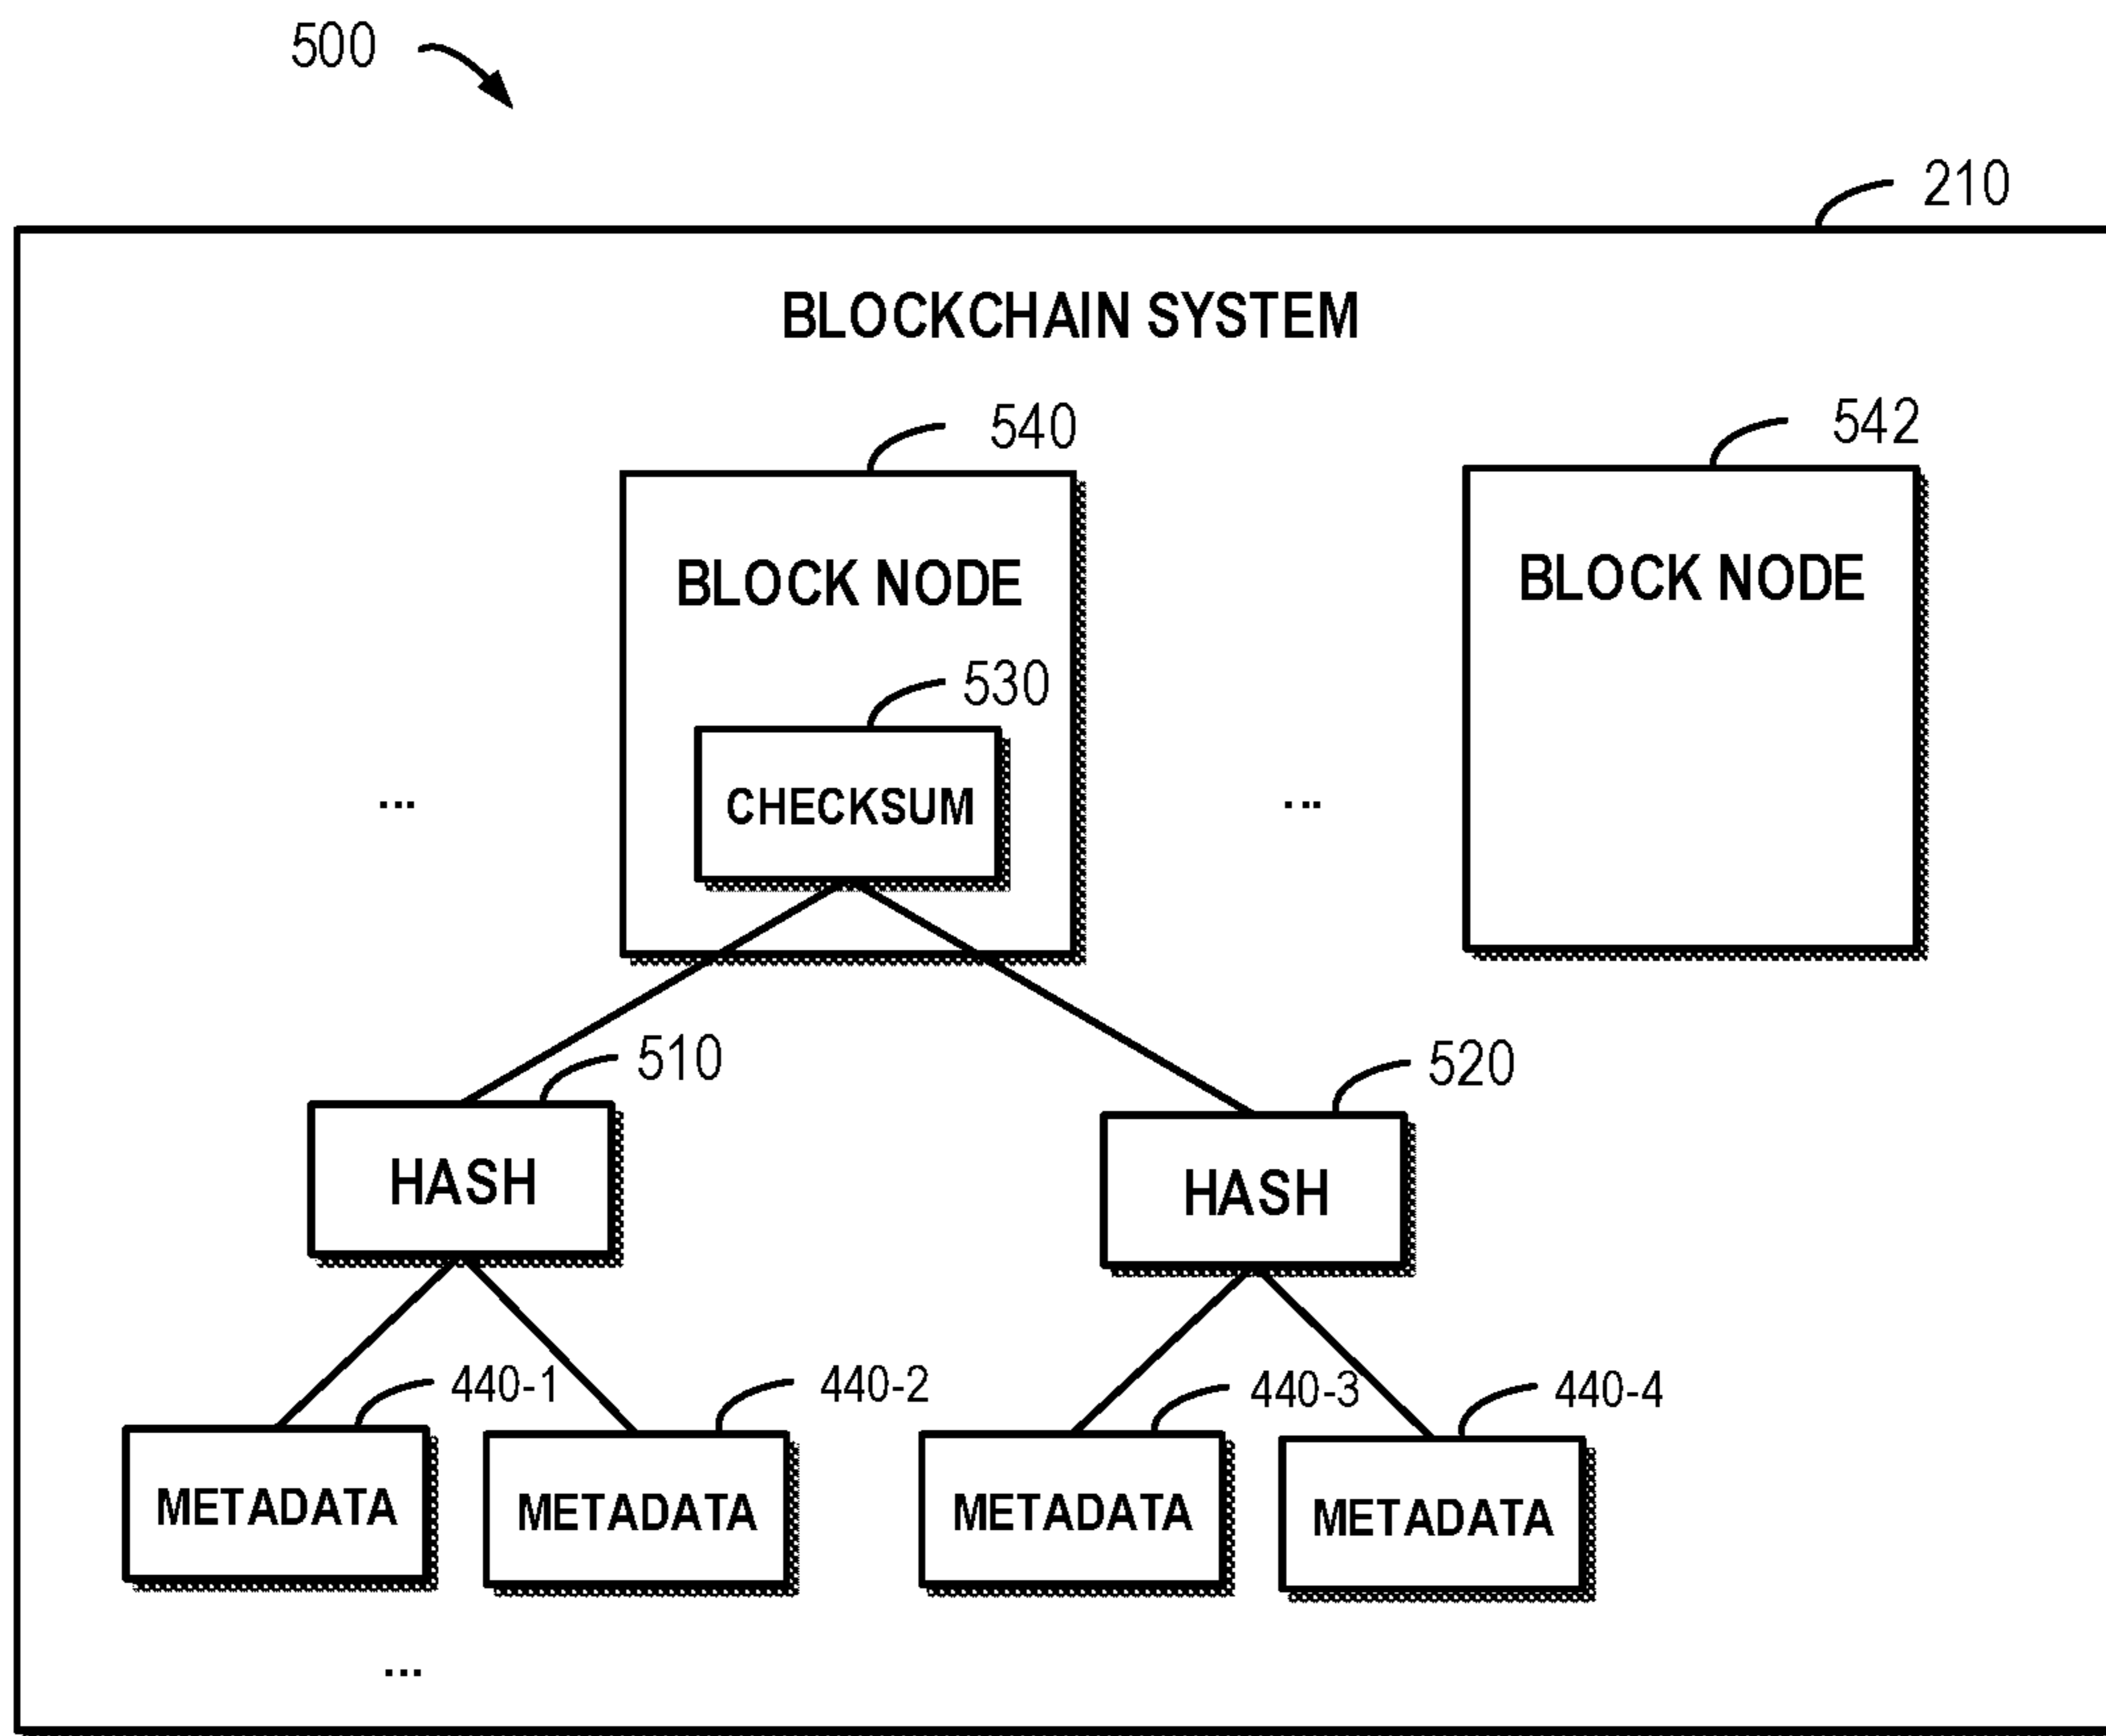 500
210
BLOCKCHAIN SYSTEM
540
542
BLOCK NODE
BLOCK NODE
530
CHECKSUM
...
...
510
520
HASH
HASH
440-1
440-2
440-3
440-4
METADATA
METADATA
METADATA
METADATA
...